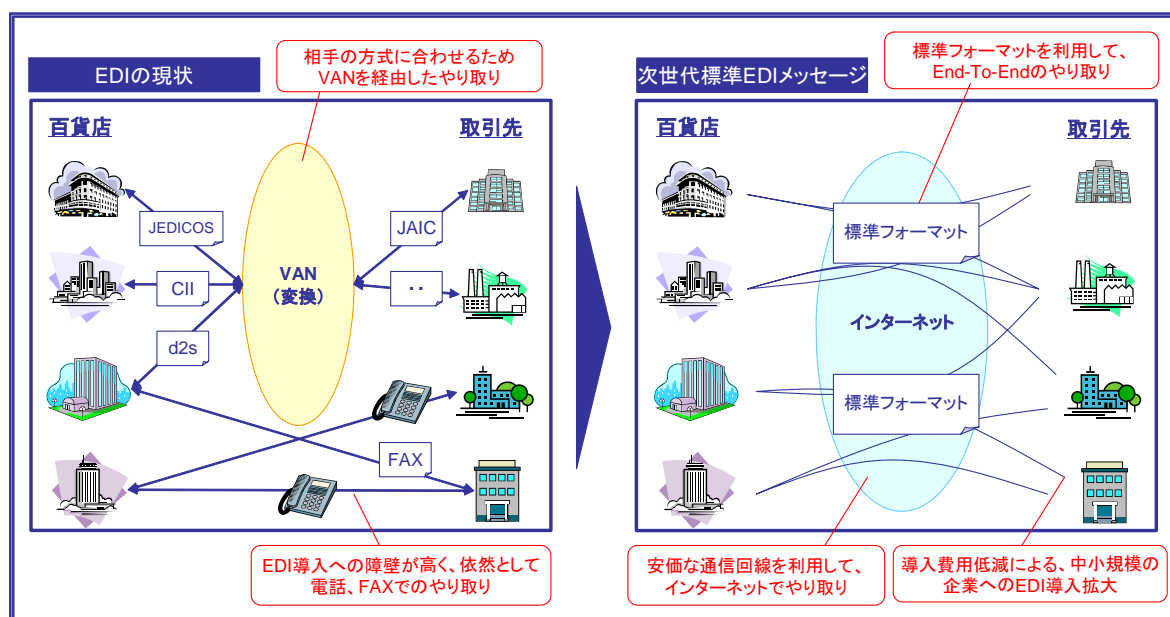 相手の方式に合わせるため
VANを経由したやり取り
EDIの現状
百貨店
取引先
JEDICOS
JAIC
CII
VAN
(変換)
‥
d2s
FAX
EDI導入への障壁が高く、依然として
電話、FAXでのやり取り
標準フォーマットを利用して、
End-To-Endのやり取り
次世代標準EDIメッセージ
百貨店
取引先
標準フォーマット
インターネット
標準フォーマット
安価な通信回線を利用して、
インターネットでやり取り
導入費用低減による、中小規模の
企業へのEDI導入拡大